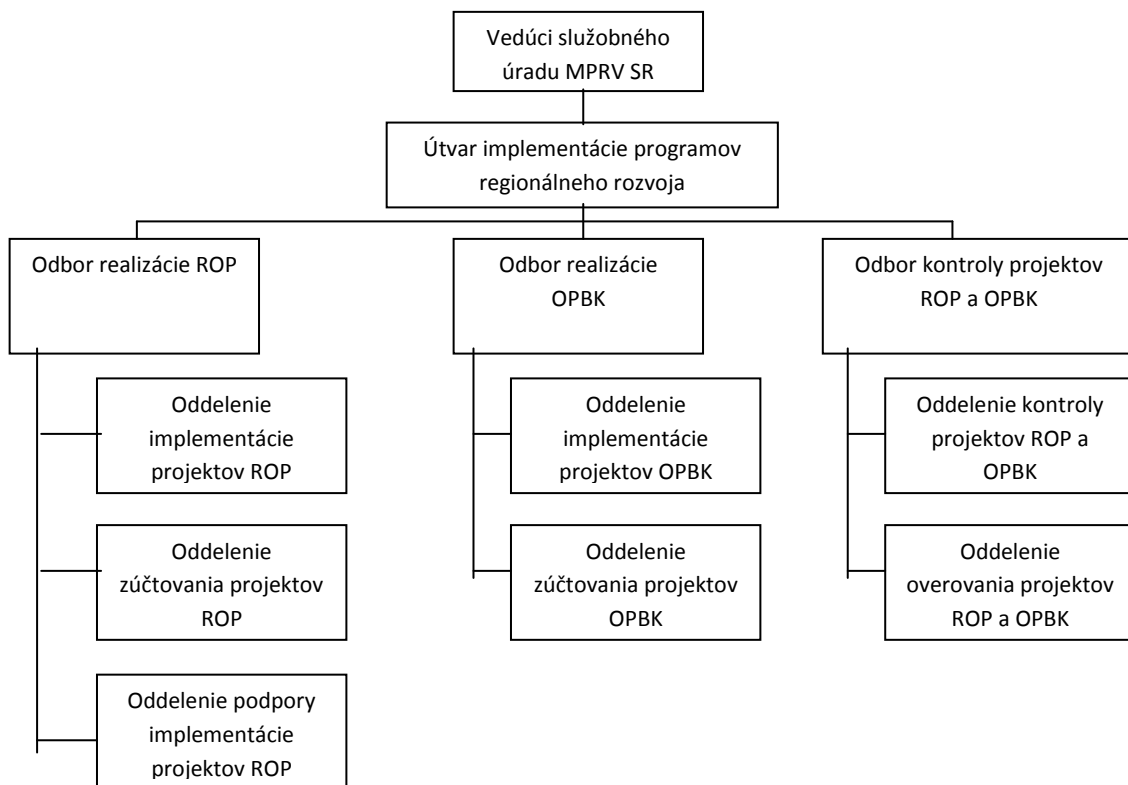 Vedúci služobného
úradu MPRV SR
Útvar implementácie programov
regionálneho rozvoja
Odbor realizácie ROP
Odbor realizácie
OPBK
Odbor kontroly projektov
ROP a OPBK
Oddelenie
implementácie
projektov ROP
Oddelenie
implementácie
projektov OPBK
Oddelenie kontroly
projektov ROP a
OPBK
Oddelenie
zúčtovania projektov
ROP
Oddelenie
zúčtovania projektov
OPBK
Oddelenie
overovania projektov
ROP a OPBK
Oddelenie podpory
implementácie
projektov ROP